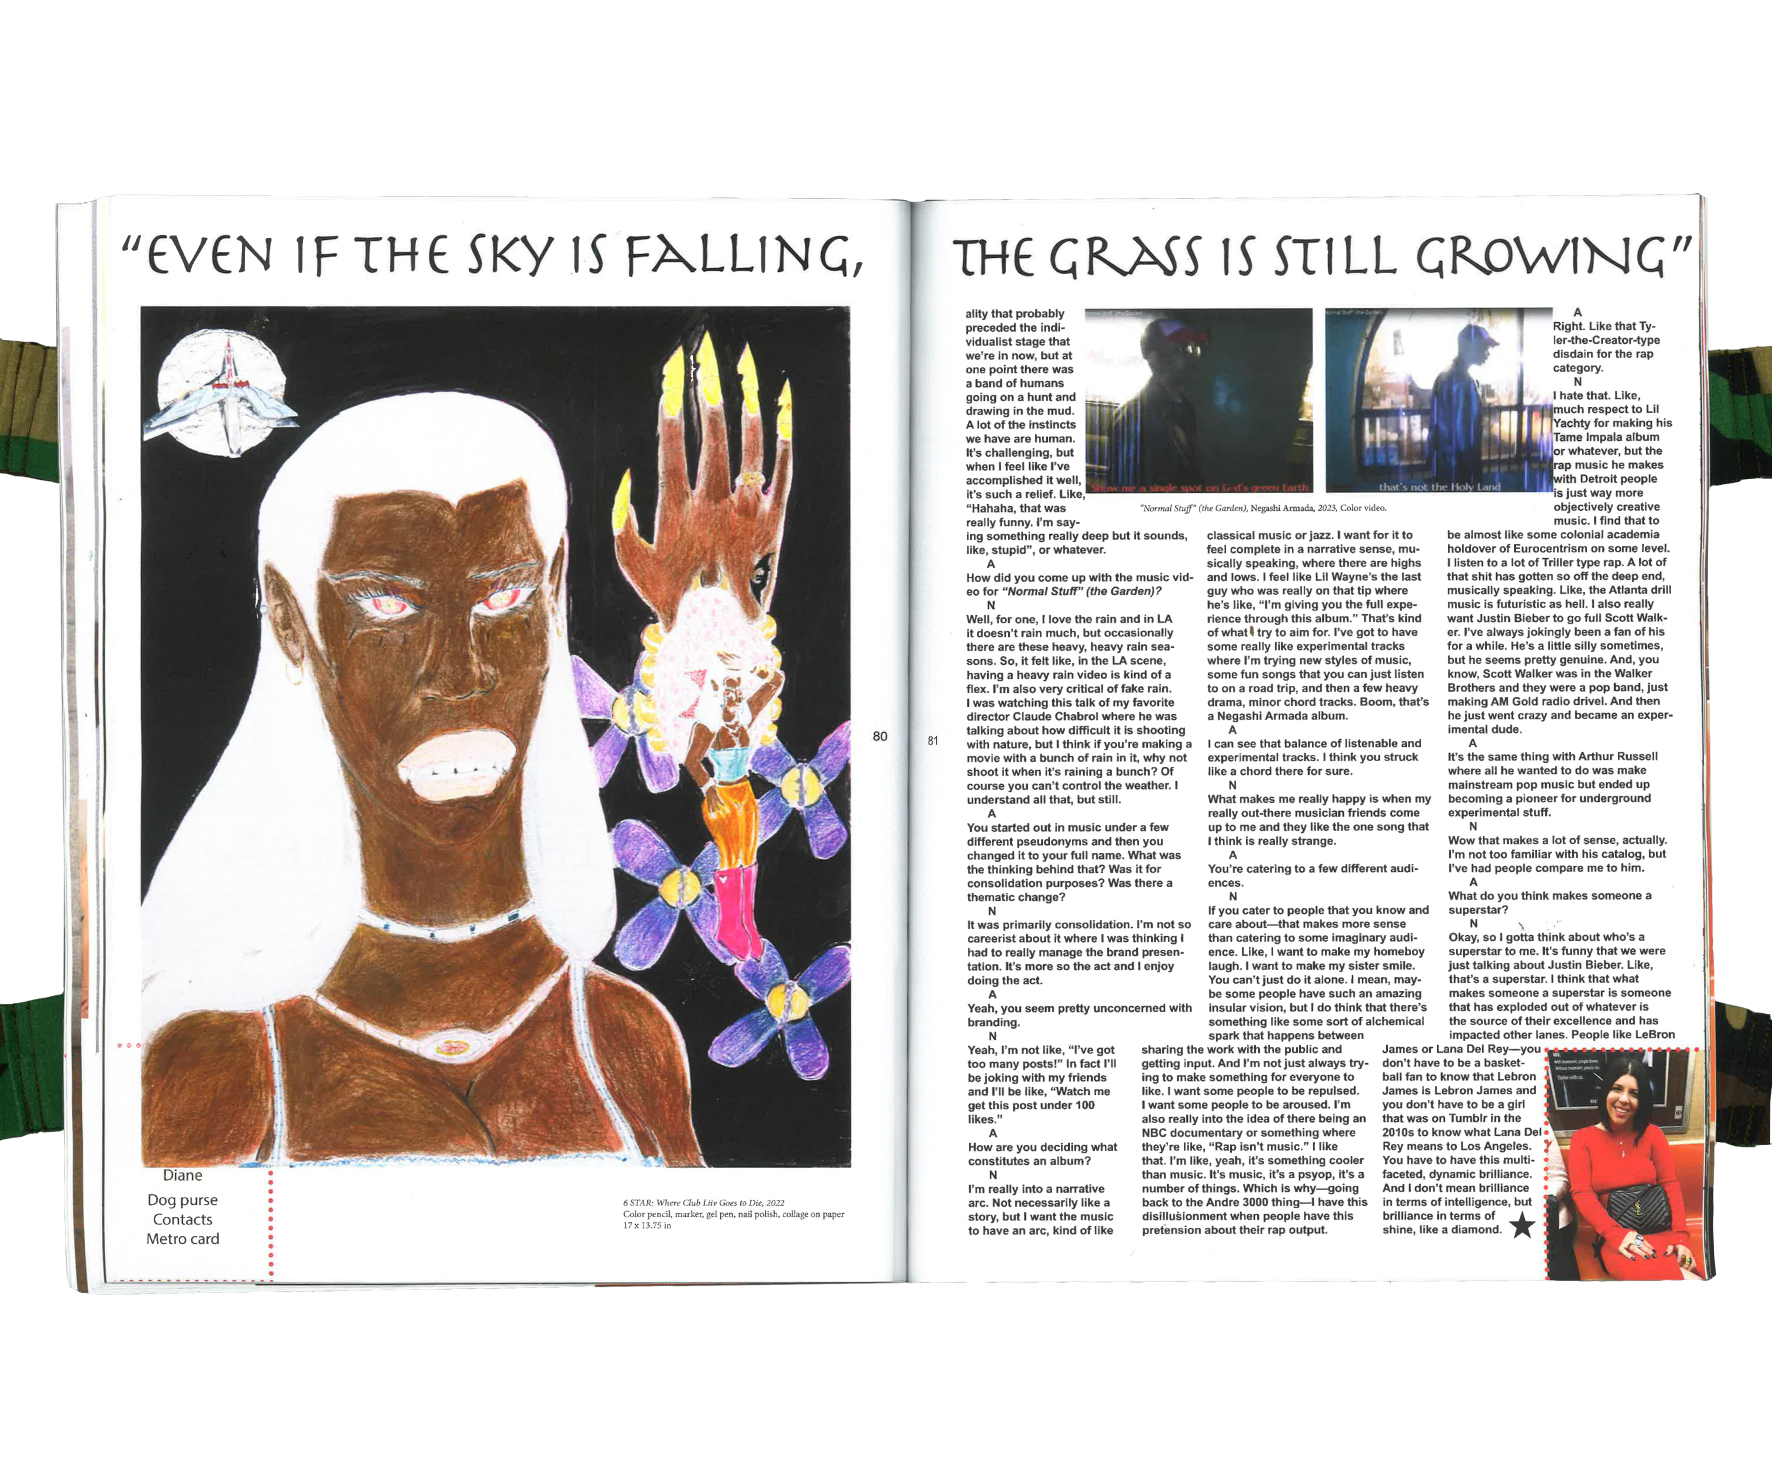 “EVEN IF THE SKY IS FALLING,
Diane
Dog purse
Contacts
Metro card
6 STAR: Where Club Liiv Goes to Die, 2022
Color pencil, marker, gel pen, nail polish, collage on paper
17 x 13.75 in
80
81
THE GRASS IS STILL GROWING”
ality that probably
preceded the indi-
vidualist stage that
we’re in now, but at
one point there was
a band of humans
going on a hunt and
drawing in the mud.
A lot of the instincts
we have are human.
It’s challenging, but
when I feel like I’ve
accomplished it well,
it’s such a relief. Like,
“Hahaha, that was
really funny. I’m say-
ing something really deep but it sounds,
like, stupid”, or whatever.
A
How did you come up with the music vid-
eo for “Normal Stuff” (the Garden)?
N
Well, for one, I love the rain and in LA
it doesn’t rain much, but occasionally
there are these heavy, heavy rain sea-
sons. So, it felt like, in the LA scene,
having a heavy rain video is kind of a
flex. I’m also very critical of fake rain.
I was watching this talk of my favorite
director Claude Chabrol where he was
talking about how difficult it is shooting
with nature, but I think if you’re making a
movie with a bunch of rain in it, why not
shoot it when it’s raining a bunch? Of
course you can’t control the weather. I
understand all that, but still.
A
You started out in music under a few
different pseudonyms and then you
changed it to your full name. What was
the thinking behind that? Was it for
consolidation purposes? Was there a
thematic change?
N
It was primarily consolidation. I’m not so
careerist about it where I was thinking I
had to really manage the brand presen-
tation. It’s more so the act and I enjoy
doing the act.
A
Yeah, you seem pretty unconcerned with
branding.
N
Yeah, I’m not like, “I’ve got
too many posts!” In fact I’ll
be joking with my friends
and I’ll be like, “Watch me
get this post under 100
likes.”
A
How are you deciding what
constitutes an album?
N
I’m really into a narrative
arc. Not necessarily like a
story, but I want the music
to have an arc, kind of like
Normal Stuff" (the Garden)
Show me a single spot on G-d's green Earth
Normal Stuff" (the Garden)
that's not the Holy Land
“Normal Stuff” (the Garden), Negashi Armada, 2023, Color video.
classical music or jazz. I want for it to
feel complete in a narrative sense, mu-
sically speaking, where there are highs
and lows. I feel like Lil Wayne’s the last
guy who was really on that tip where
he’s like, “I’m giving you the full expe-
rience through this album.” That’s kind
of what I try to aim for. I’ve got to have
some really like experimental tracks
where I’m trying new styles of music,
some fun songs that you can just listen
to on a road trip, and then a few heavy
drama, minor chord tracks. Boom, that’s
a Negashi Armada album.
A
I can see that balance of listenable and
experimental tracks. I think you struck
like a chord there for sure.
N
What makes me really happy is when my
really out-there musician friends come
up to me and they like the one song that
I think is really strange.
A
You’re catering to a few different audi-
ences.
N
If you cater to people that you know and
care about—that makes more sense
than catering to some imaginary audi-
ence. Like, I want to make my homeboy
laugh. I want to make my sister smile.
You can’t just do it alone. I mean, may-
be some people have such an amazing
insular vision, but I do think that there’s
something like some sort of alchemical
spark that happens between
sharing the work with the public and
getting input. And I’m not just always try-
ing to make something for everyone to
like. I want some people to be repulsed.
I want some people to be aroused. I’m
also really into the idea of there being an
NBC documentary or something where
they’re like, “Rap isn’t music.” I like
that. I’m like, yeah, it’s something cooler
than music. It’s music, it’s a psyop, it’s a
number of things. Which is why—going
back to the Andre 3000 thing—I have this
disillusionment when people have this
pretension about their rap output.
A
Right. Like that Ty-
ler-the-Creator-type
disdain for the rap
category.
N
I hate that. Like,
much respect to Lil
Yachty for making his
Tame Impala album
or whatever, but the
rap music he makes
with Detroit people
is just way more
objectively creative
music. I find that to
be almost like some colonial academia
holdover of Eurocentrism on some level.
I listen to a lot of Triller type rap. A lot of
that shit has gotten so off the deep end,
musically speaking. Like, the Atlanta drill
music is futuristic as hell. I also really
want Justin Bieber to go full Scott Walk-
er. I’ve always jokingly been a fan of his
for a while. He’s a little silly sometimes,
but he seems pretty genuine. And, you
know, Scott Walker was in the Walker
Brothers and they were a pop band, just
making AM Gold radio drivel. And then
he just went crazy and became an exper-
imental dude.
A
It’s the same thing with Arthur Russell
where all he wanted to do was make
mainstream pop music but ended up
becoming a pioneer for underground
experimental stuff.
N
Wow that makes a lot of sense, actually.
I’m not too familiar with his catalog, but
I’ve had people compare me to him.
A
What do you think makes someone a
superstar?
N
Okay, so I gotta think about who’s a
superstar to me. It’s funny that we were
just talking about Justin Bieber. Like,
that’s a superstar. I think that what
makes someone a superstar is someone
that has exploded out of whatever is
the source of their excellence and has
impacted other lanes. People like LeBron
James or Lana Del Rey—you
don’t have to be a basket-
ball fan to know that Lebron
James is Lebron James and
you don’t have to be a girl
that was on Tumblr in the
2010s to know what Lana Del
Rey means to Los Angeles.
You have to have this multi-
faceted, dynamic brilliance.
And I don’t mean brilliance
in terms of intelligence, but
brilliance in terms of
shine, like a diamond.